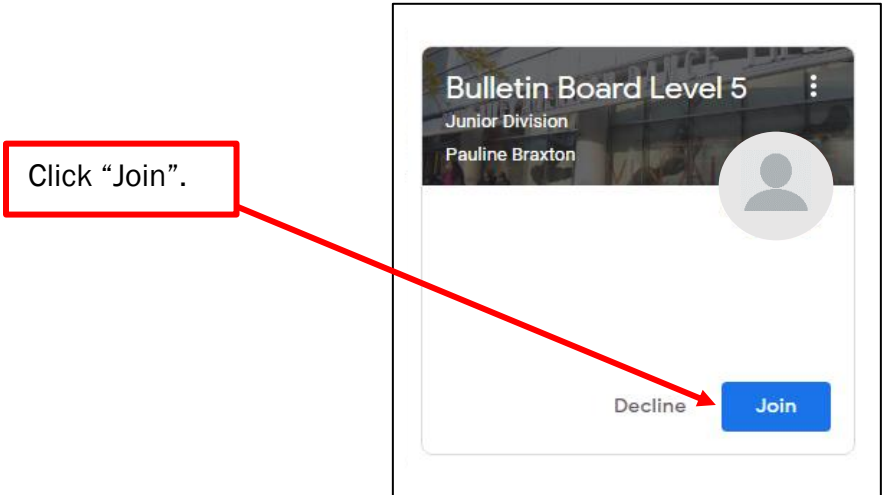 Bulletin Board Level 5
Junior Division
Pauline Braxton
Click “Join”.
Decline
Join